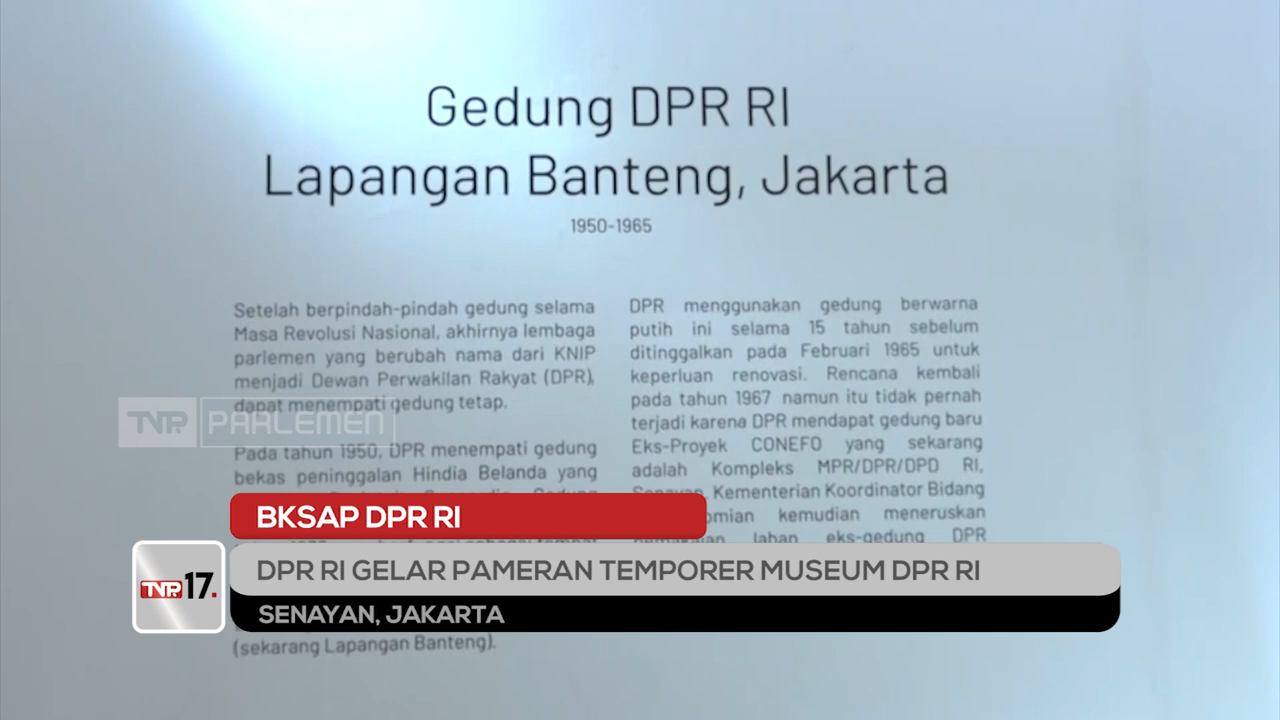 Gedung DPR RI
Lapangan Banteng, Jakarta
1950-1965
Setelah berpindah-pindah gedung selama
Masa Revolusi Nasional, akhirnya lembaga
parlemen yang berubah nama dari KNIP
menjadi Dewan Perwakilan Rakyat (DPR),
dapat menempati gedung tetap.
Pada tahun 1950, DPR menempati gedung
bekas peninggalan Hindia Belanda yang
(sekarang Lapangan Banteng).
DPR menggunakan gedung berwarna
putih ini selama 15 tahun sebelum
ditinggalkan pada Februari 1965 untuk
keperluan renovasi. Rencana kembali
pada tahun 1967 namun itu tidak pernah
terjadi karena DPR mendapat gedung baru
Eks-Proyek CONEFO yang sekarang
adalah Kompleks MPR/DPR/DPD RI,
Senayan. Kementerian Koordinator Bidang
kemudian meneruskan
lahan eks-gedung DPR
TVP PARLEMEN
BKSAP DPR RI
TVP 17.
DPR RI GELAR PAMERAN TEMPORER MUSEUM DPR RI
SENAYAN, JAKARTA